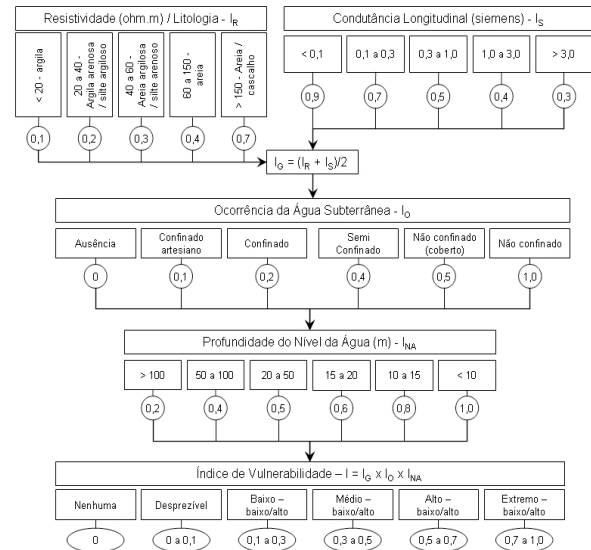 Resistividade (ohm.m) / Litologia - IR
< 20 - argila
20 a 40 -
Argila arenosa
/ silte argiloso
40 a 60 -
Areia argilosa
/ silte arenoso
60 a 150 -
areia
> 150 - Areia /
cascalho
0,1
0,2
0,3
0,4
0,7
Condutância Longitudinal (siemens) - IS
< 0,1
0,1 a 0,3
0,3 a 1,0
1,0 a 3,0
> 3,0
0,9
0,7
0,5
0,4
0,3
IG = (IR + IS)/2
Ocorrência da Água Subterrânea - IO
Ausência
Confinado
artesiano
Confinado
Semi
Confinado
Não confinado
(coberto)
Não confinado
0
0,1
0,2
0,4
0,5
1,0
Profundidade do Nível da Água (m) - INA
> 100
50 a 100
20 a 50
15 a 20
10 a 15
< 10
0,2
0,4
0,5
0,6
0,8
1,0
Índice de Vulnerabilidade – I = IG x IO x INA
Nenhuma
Desprezível
Baixo –
baixo/alto
Médio –
baixo/alto
Alto –
baixo/alto
Extremo –
baixo/alto
0
0 a 0,1
0,1 a 0,3
0,3 a 0,5
0,5 a 0,7
0,7 a 1,0